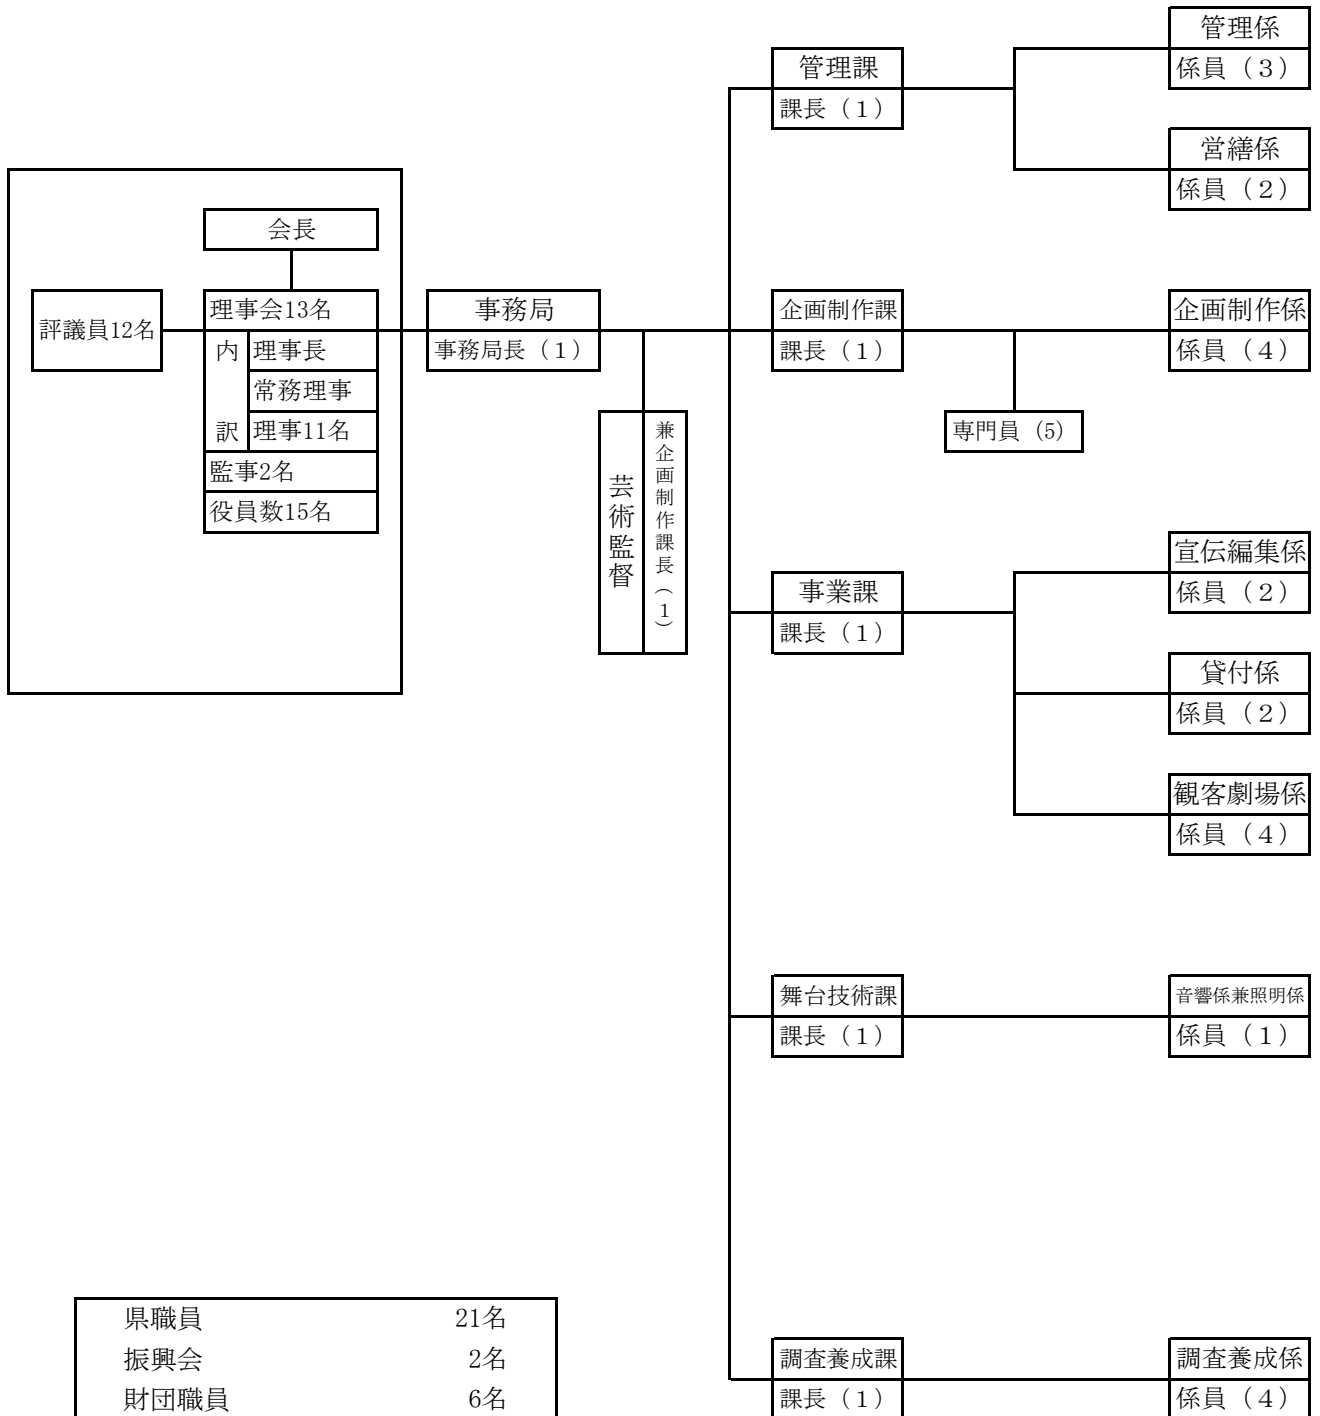 管理係
係員（３）
管理課
課長（１）
営繕係
係員（２）
会長
評議員12名
理事会13名
内訳
理事長
常務理事
理事11名
監事2名
役員数15名
事務局
事務局長（１）
芸術監督
兼企画制作課長（１）
企画制作課
課長（１）
企画制作係
係員（４）
専門員（5）
事業課
課長（１）
宣伝編集係
係員（２）
貸付係
係員（２）
観客劇場係
係員（４）
舞台技術課
課長（１）
音響係兼照明係
係員（１）
調査養成課
課長（１）
調査養成係
係員（４）
県職員 21名
振興会 2名
財団職員 6名